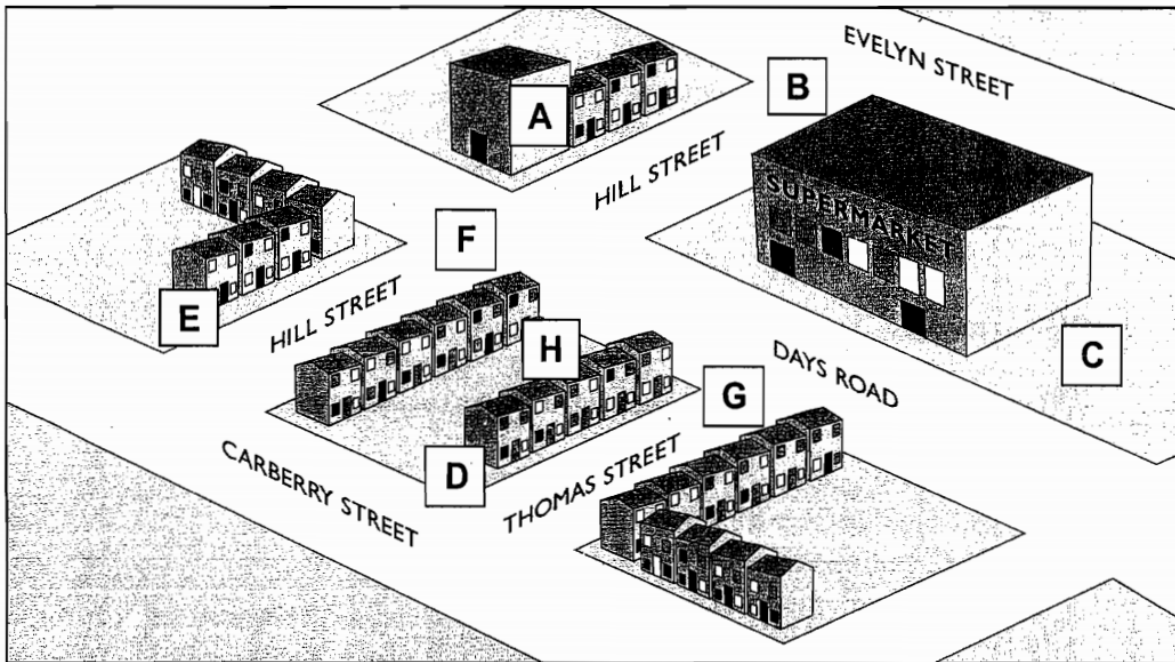 EVELYN STREET
B
A
HILL STREET
SUPERMARKET
F
E
HILL STREET
H
C
DAYS ROAD
G
D
THOMAS STREET
CARBERRY STREET